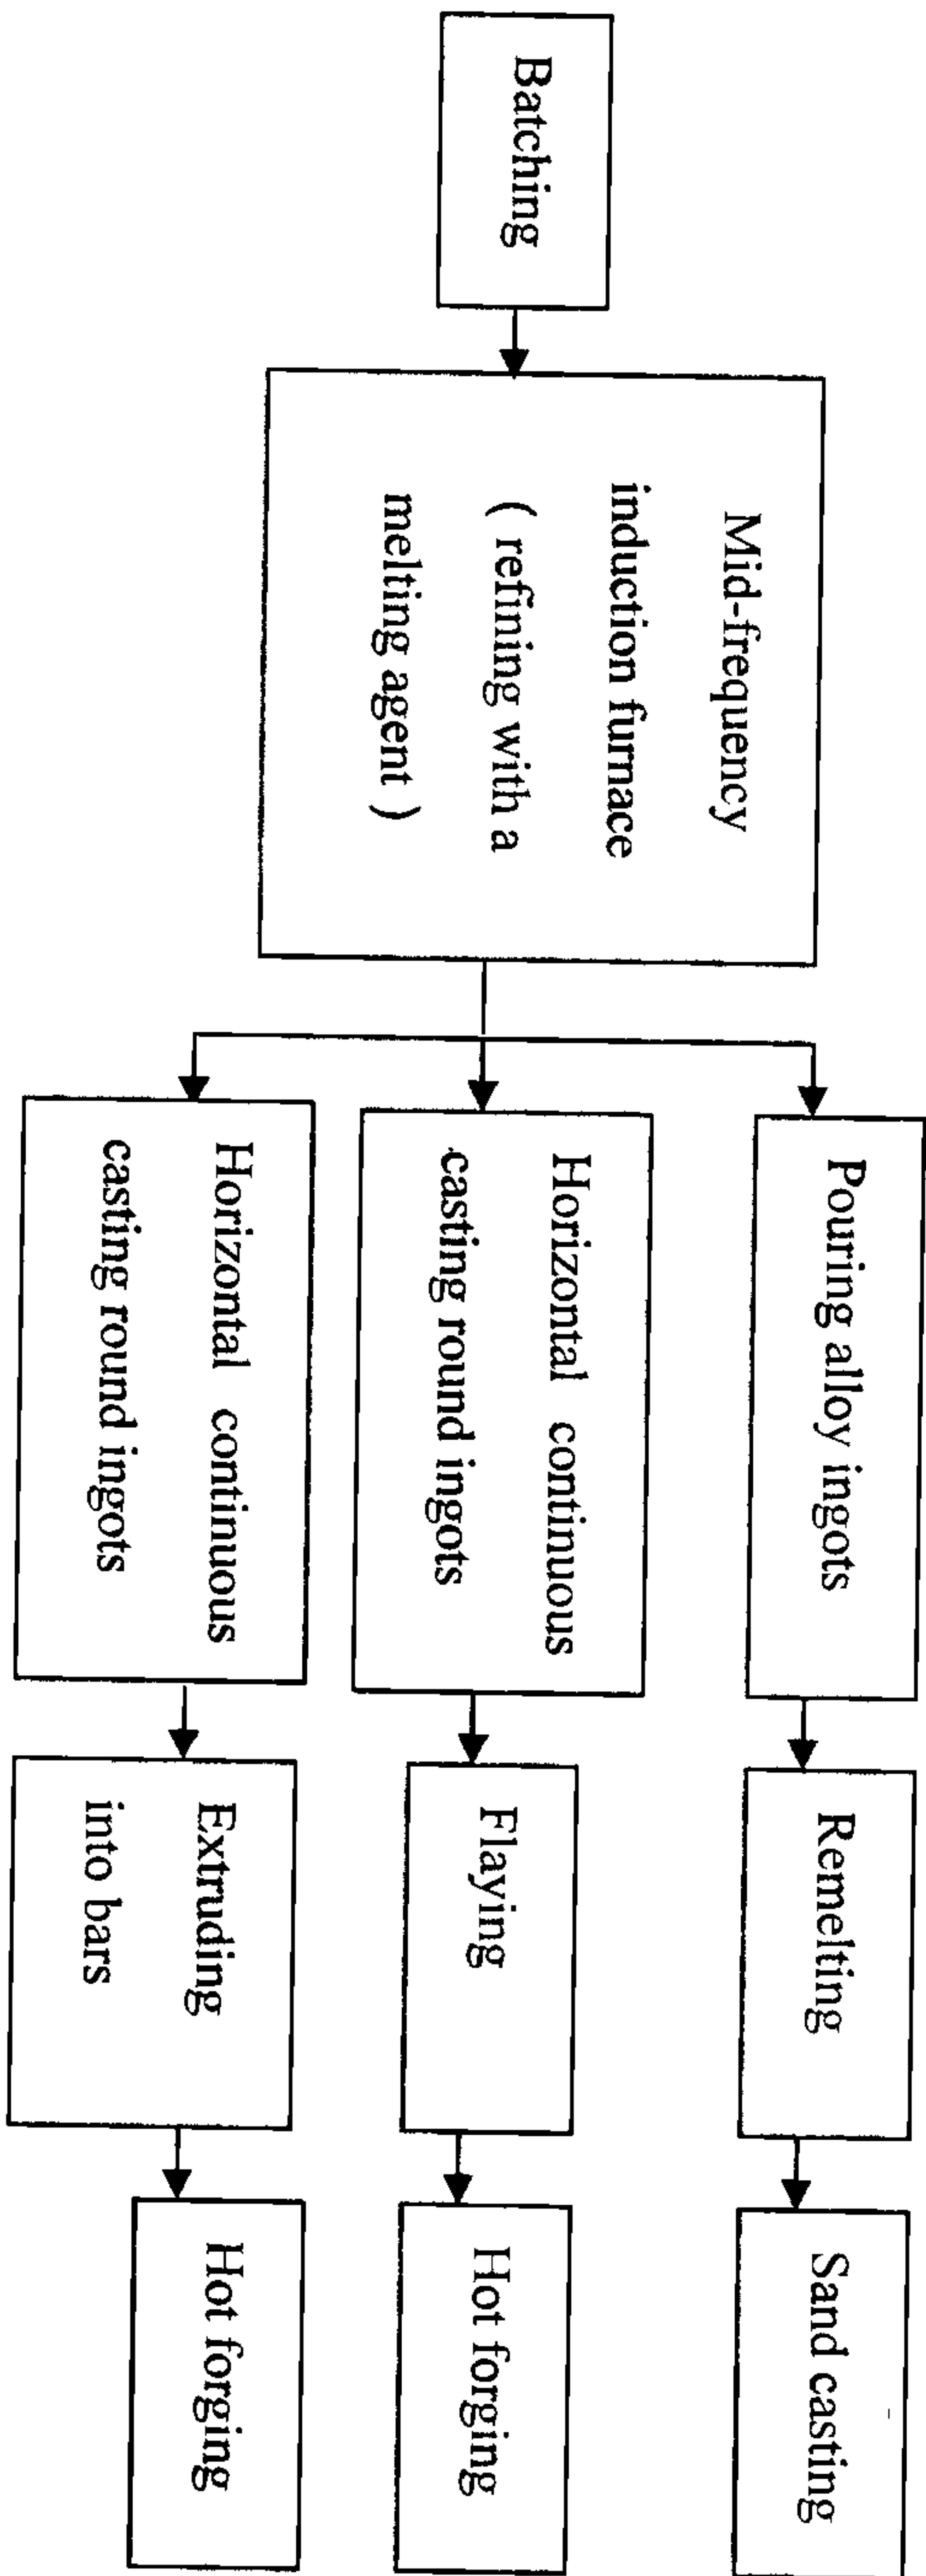 Batching
Mid-frequency
induction furnace
( refining with a
melting agent )
Pouring alloy ingots
Remelting
Sand casting
Horizontal continuous
casting round ingots
Flaying
Hot forging
Horizontal continuous
casting round ingots
Extruding
into bars
Hot forging